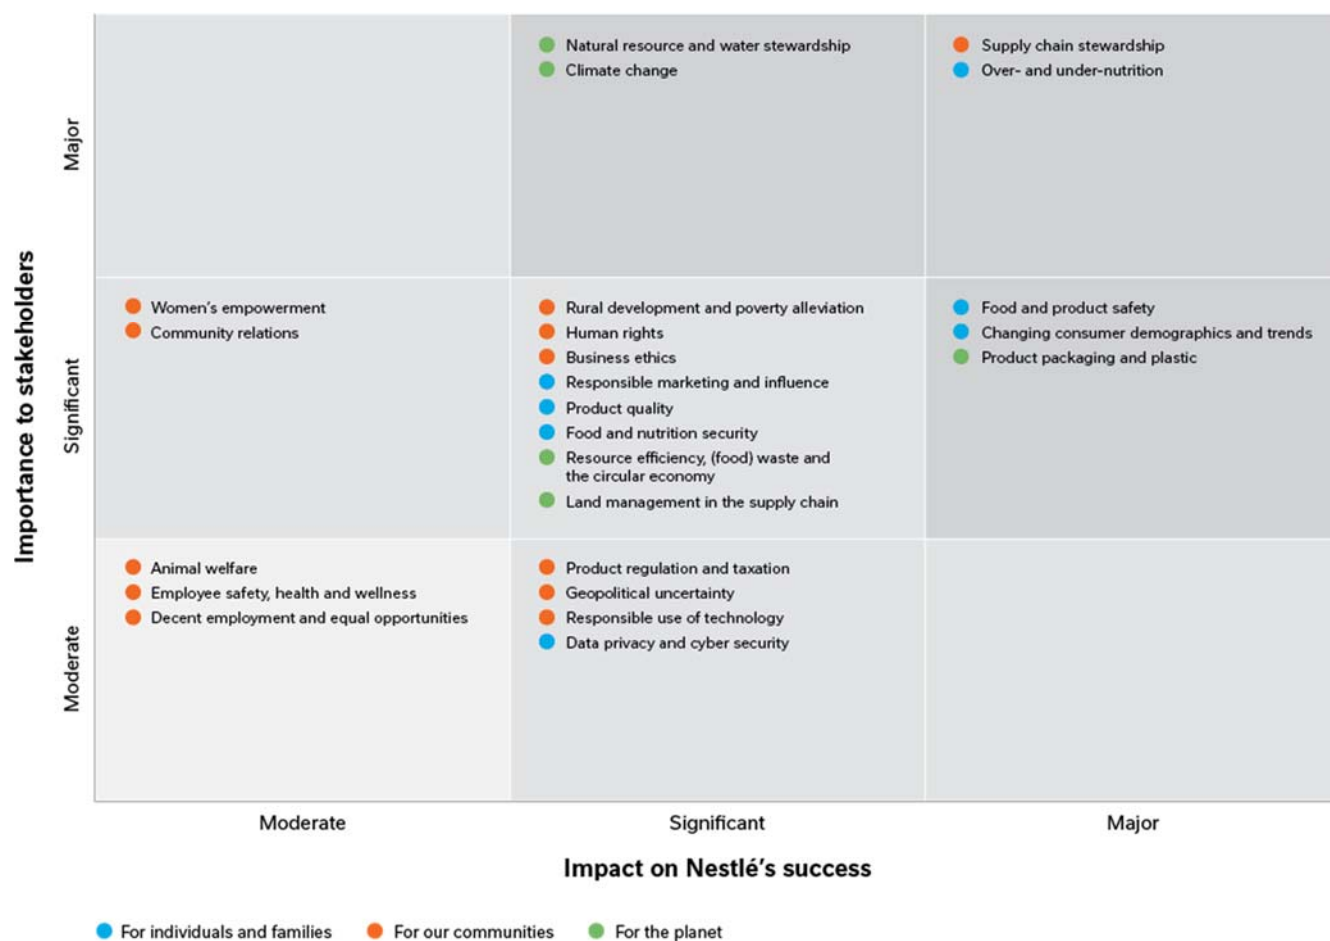 Importance to stakeholders
Major
Natural resource and water stewardship
Climate change
Supply chain stewardship
Over- and under-nutrition
Significant
Women's empowerment
Community relations
Rural development and poverty alleviation
Human rights
Business ethics
Responsible marketing and influence
Product quality
Food and nutrition security
Resource efficiency, (food) waste and
the circular economy
Land management in the supply chain
Food and product safety
Changing consumer demographics and trends
Product packaging and plastic
Moderate
Animal welfare
Employee safety, health and wellness
Decent employment and equal opportunities
Product regulation and taxation
Geopolitical uncertainty
Responsible use of technology
Data privacy and cyber security
Moderate
Significant
Major
Impact on Nestlé's success
For individuals and families
For our communities
For the planet